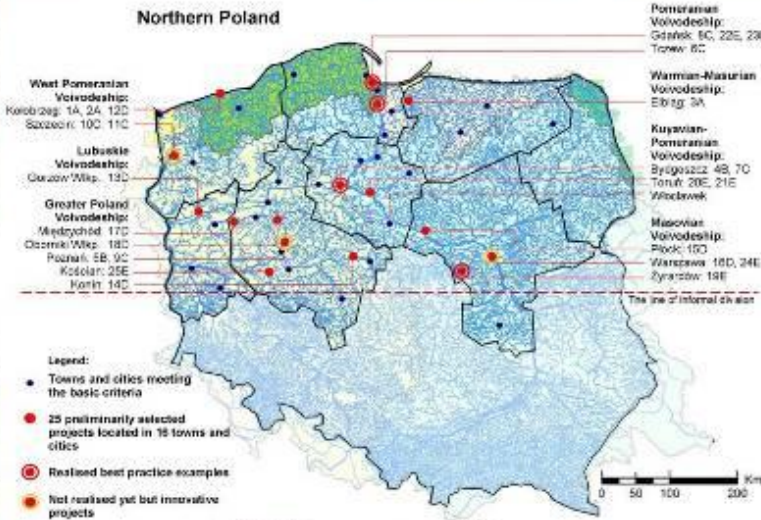 Northern Poland
West Pomeranian
Voivodeship:
Kołobrzeg: 1A, 2A, 12D
Szczecin: 10C, 11C
Lubuskie
Voivodeship:
Gorzów Wlkp.: 13D
Greater Poland
Voivodeship:
Międzychód: 17D
Oborniki Wlkp.: 18D
Poznań: 5B, 9C
Kościan: 25E
Konin: 14D
Pomeranian
Voivodeship:
Gdańsk: 8C, 22E,
Tczew: 6C
Warmian-Masurian
Voivodeship:
Elbląg: 3A
Kuyavian-
Pomeranian
Voivodeship:
Bydgoszcz: 4B, 7C
Toruń: 20E, 21E
Włocławek
Masovian
Voivodeship:
Płock: 15D
Warszawa: 16D, 24E
Żyrardów: 19E
The line of informal division
Legend:
Towns and cities meeting
the basic criteria
25 preliminarily selected
projects located in 16 towns and
cities
Realised best practice examples
Not realised yet but innovative
projects
0 50 100 200
Km